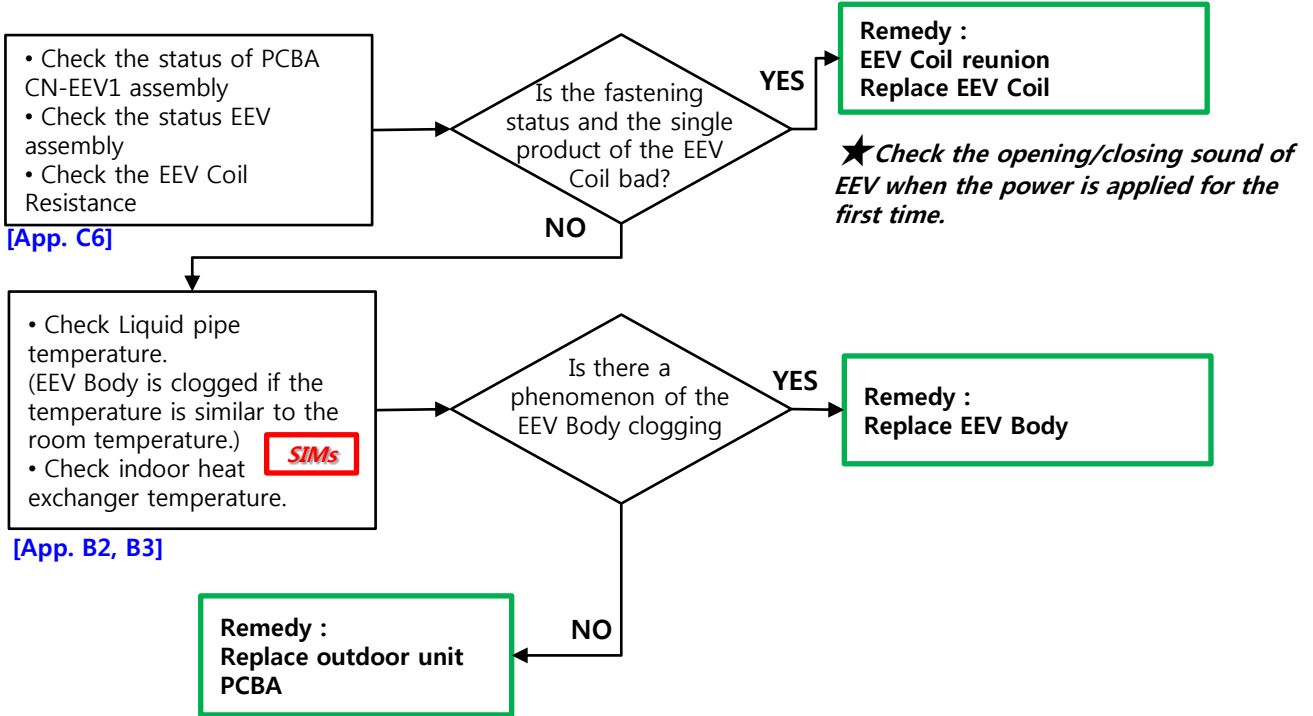 • Check the status of PCBA
CN-EEV1 assembly
• Check the status EEV
assembly
• Check the EEV Coil
Resistance
[App. C6]
Is the fastening
status and the single
product of the EEV
Coil bad?
YES
Remedy :
EEV Coil reunion
Replace EEV Coil
★Check the opening/closing sound of
EEV when the power is applied for the
first time.
NO
• Check Liquid pipe
temperature.
(EEV Body is clogged if the
temperature is similar to the
room temperature.)
SIMs
• Check indoor heat
exchanger temperature.
[App. B2, B3]
Is there a
phenomenon of the
EEV Body clogging
YES
Remedy :
Replace EEV Body
NO
Remedy :
Replace outdoor unit
PCBA